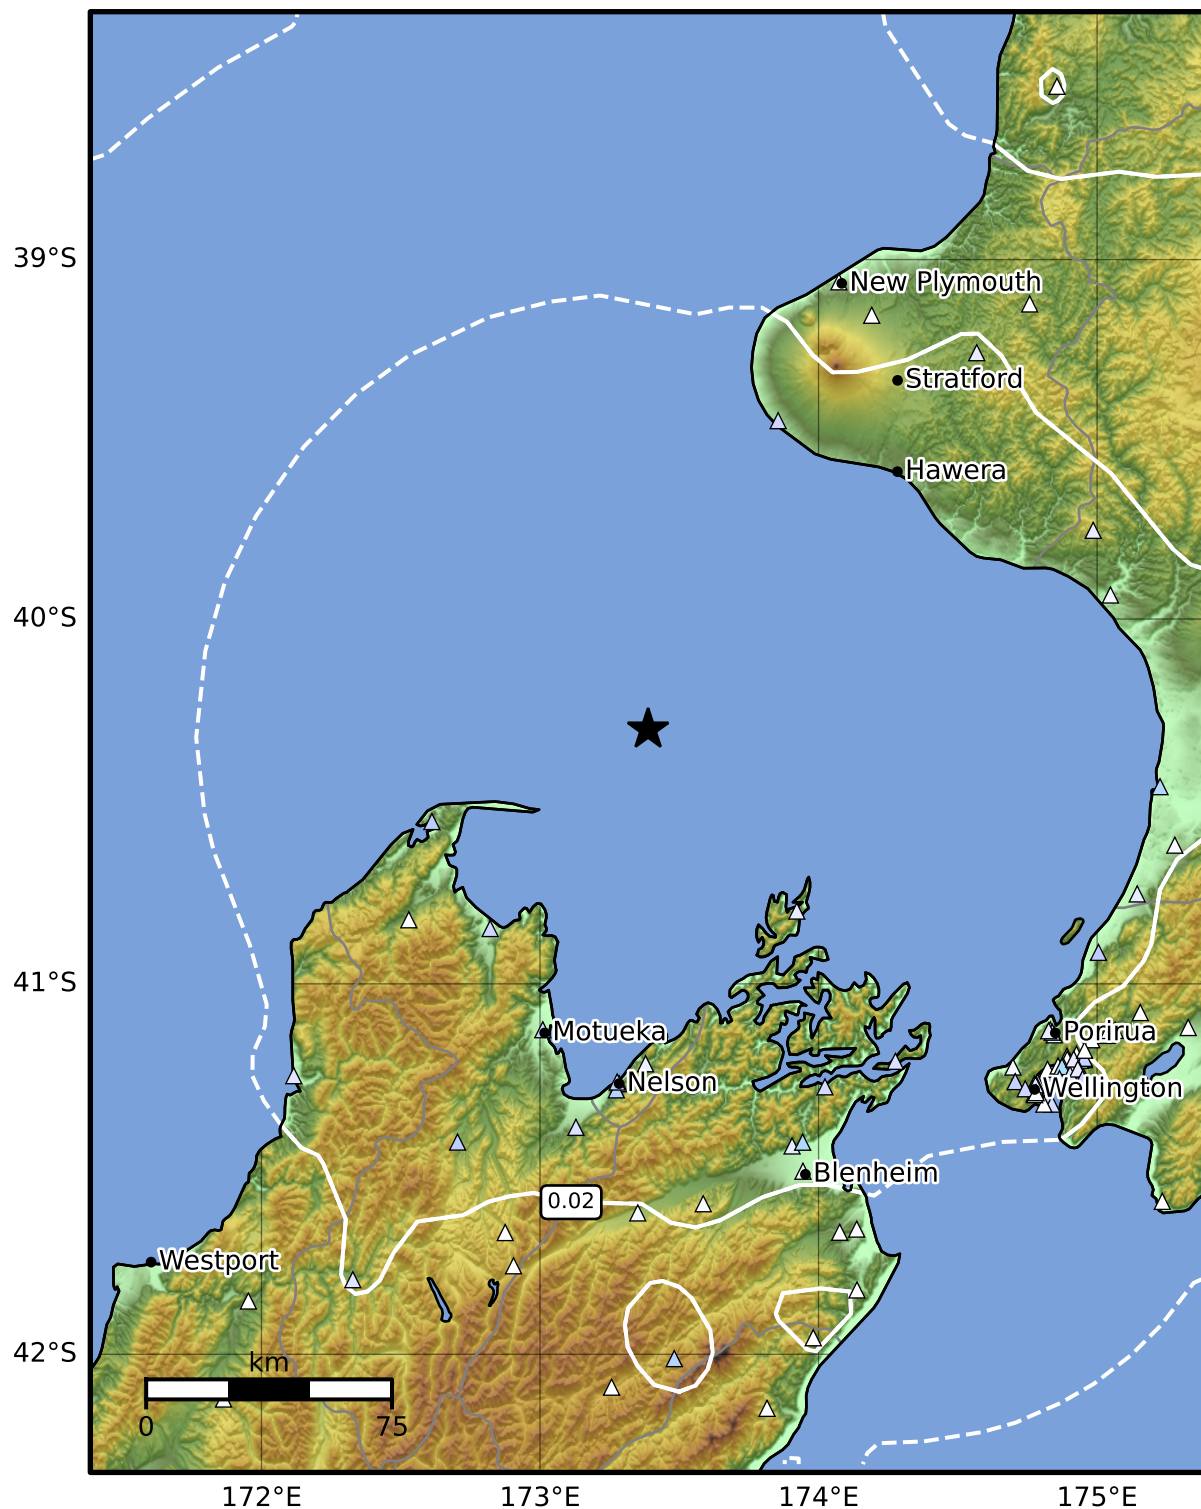 39°S
New Plymouth
Stratford
Hawera
40°S
41°S
Motueka
Porirua
Nelson
Wellington
Blenheim
0.02
Westport
42°S
km
0 75
172°E 173°E 174°E 175°E